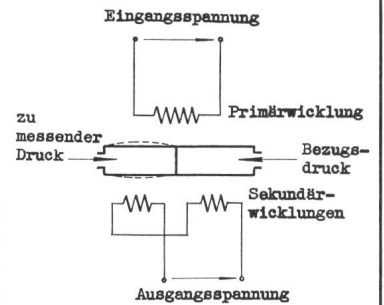 Eingangsspannung
Primärwicklung
zu
messender
Druck
Bezugs-
druck
Sekundär-
wicklungen
Ausgangsspannung